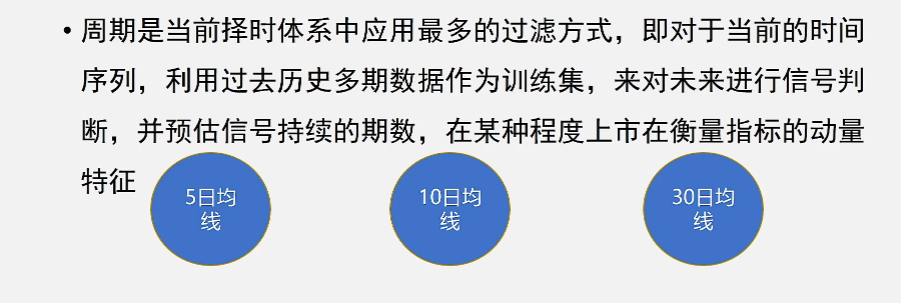 • 周期是当前择时体系中应用最多的过滤方式，即对于当前的时间
序列，利用过去历史多期数据作为训练集，来对未来进行信号判
断，并预估信号持续的期数，在某种程度上市在衡量指标的动量
特征
5日均
线
10日均
线
30日均
线